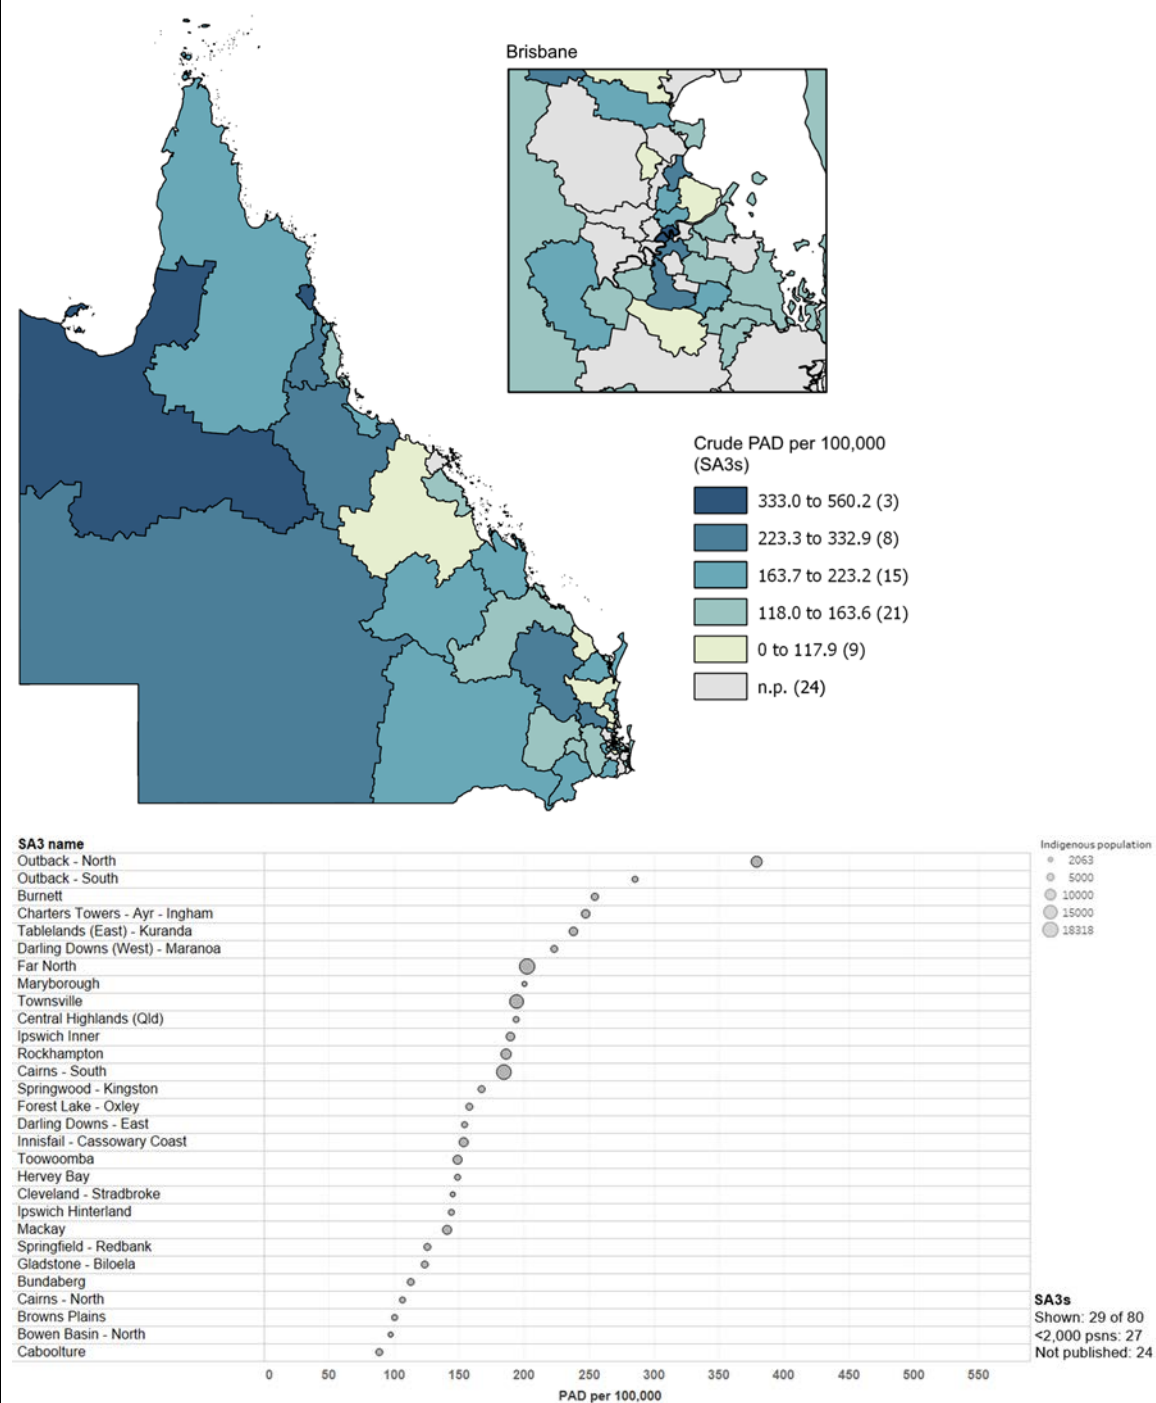 Brisbane
Crude PAD per 100,000
(SA3s)
333.0 to 560.2 (3)
223.3 to 332.9 (8)
163.7 to 223.2 (15)
118.0 to 163.6 (21)
0 to 117.9 (9)
n.p. (24)
SA3 name
Outback - North
Outback - South
Burnett
Charters Towers - Ayr - Ingham
Tablelands (East) - Kuranda
Darling Downs (West) - Maranoa
Far North
Maryborough
Townsville
Central Highlands (Qld)
Ipswich Inner
Rockhampton
Cairns - South
Springwood - Kingston
Forest Lake - Oxley
Darling Downs - East
Innisfail - Cassowary Coast
Toowoomba
Hervey Bay
Cleveland - Stradbroke
Ipswich Hinterland
Mackay
Springfield - Redbank
Gladstone - Biloela
Bundaberg
Cairns - North
Browns Plains
Bowen Basin - North
Caboolture
0 50 100 150 200 250 300 350 400 450 500 550
PAD per 100,000
Indigenous population
2063
5000
10000
15000
18318
SA3s
Shown: 29 of 80
<2,000 psns: 27
Not published: 24